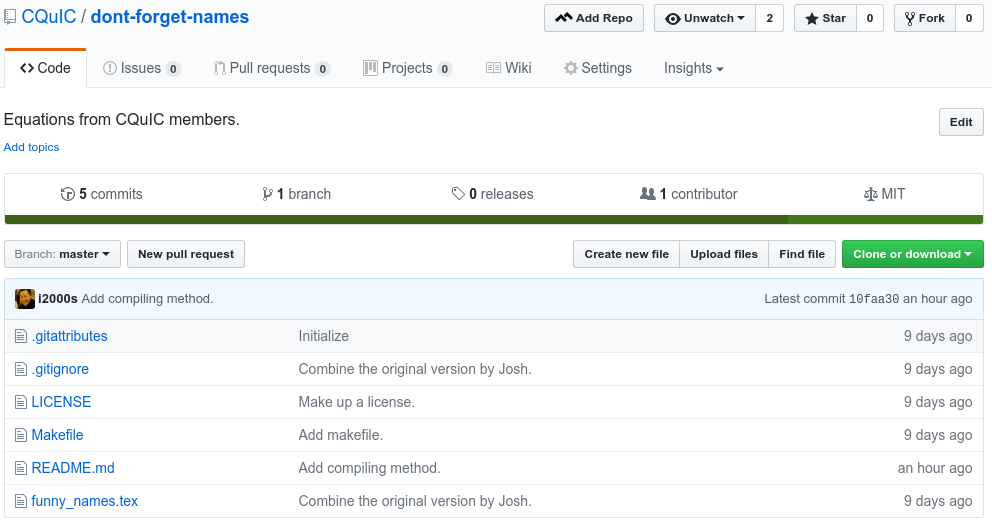 CQuIC / dont-forget-names Add Repo Unwatch 2 Star 0 Fork 0
Code Issues 0 Pull requests 0 Projects 0 Wiki Settings Insights
Equations from CQuIC members. Edit
Add topics
5 commits 1 branch 0 releases 1 contributor MIT
Branch: master New pull request Create new file Upload files Find file Clone or download
i2000s Add compiling method. Latest commit 10faa30 an hour ago
.gitattributes Initialize 9 days ago
.gitignore Combine the original version by Josh. 9 days ago
LICENSE Make up a license. 9 days ago
Makefile Add makefile. 9 days ago
README.md Add compiling method. an hour ago
funny_names.tex Combine the original version by Josh. 9 days ago